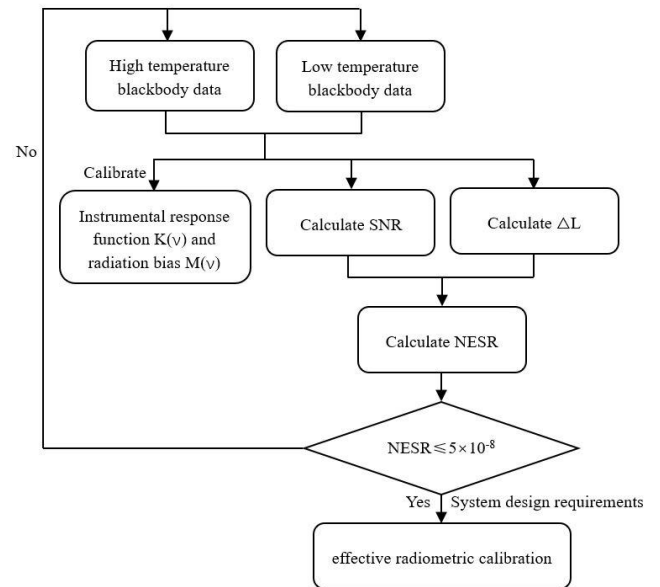 High temperature
blackbody data
Low temperature
blackbody data
No
Calibrate
Instrumental response
function K(ν) and
radiation bias M(ν)
Calculate SNR
Calculate △L
Calculate NESR
NESR≤5×10⁻⁸
Yes
System design requirements
effective radiometric calibration